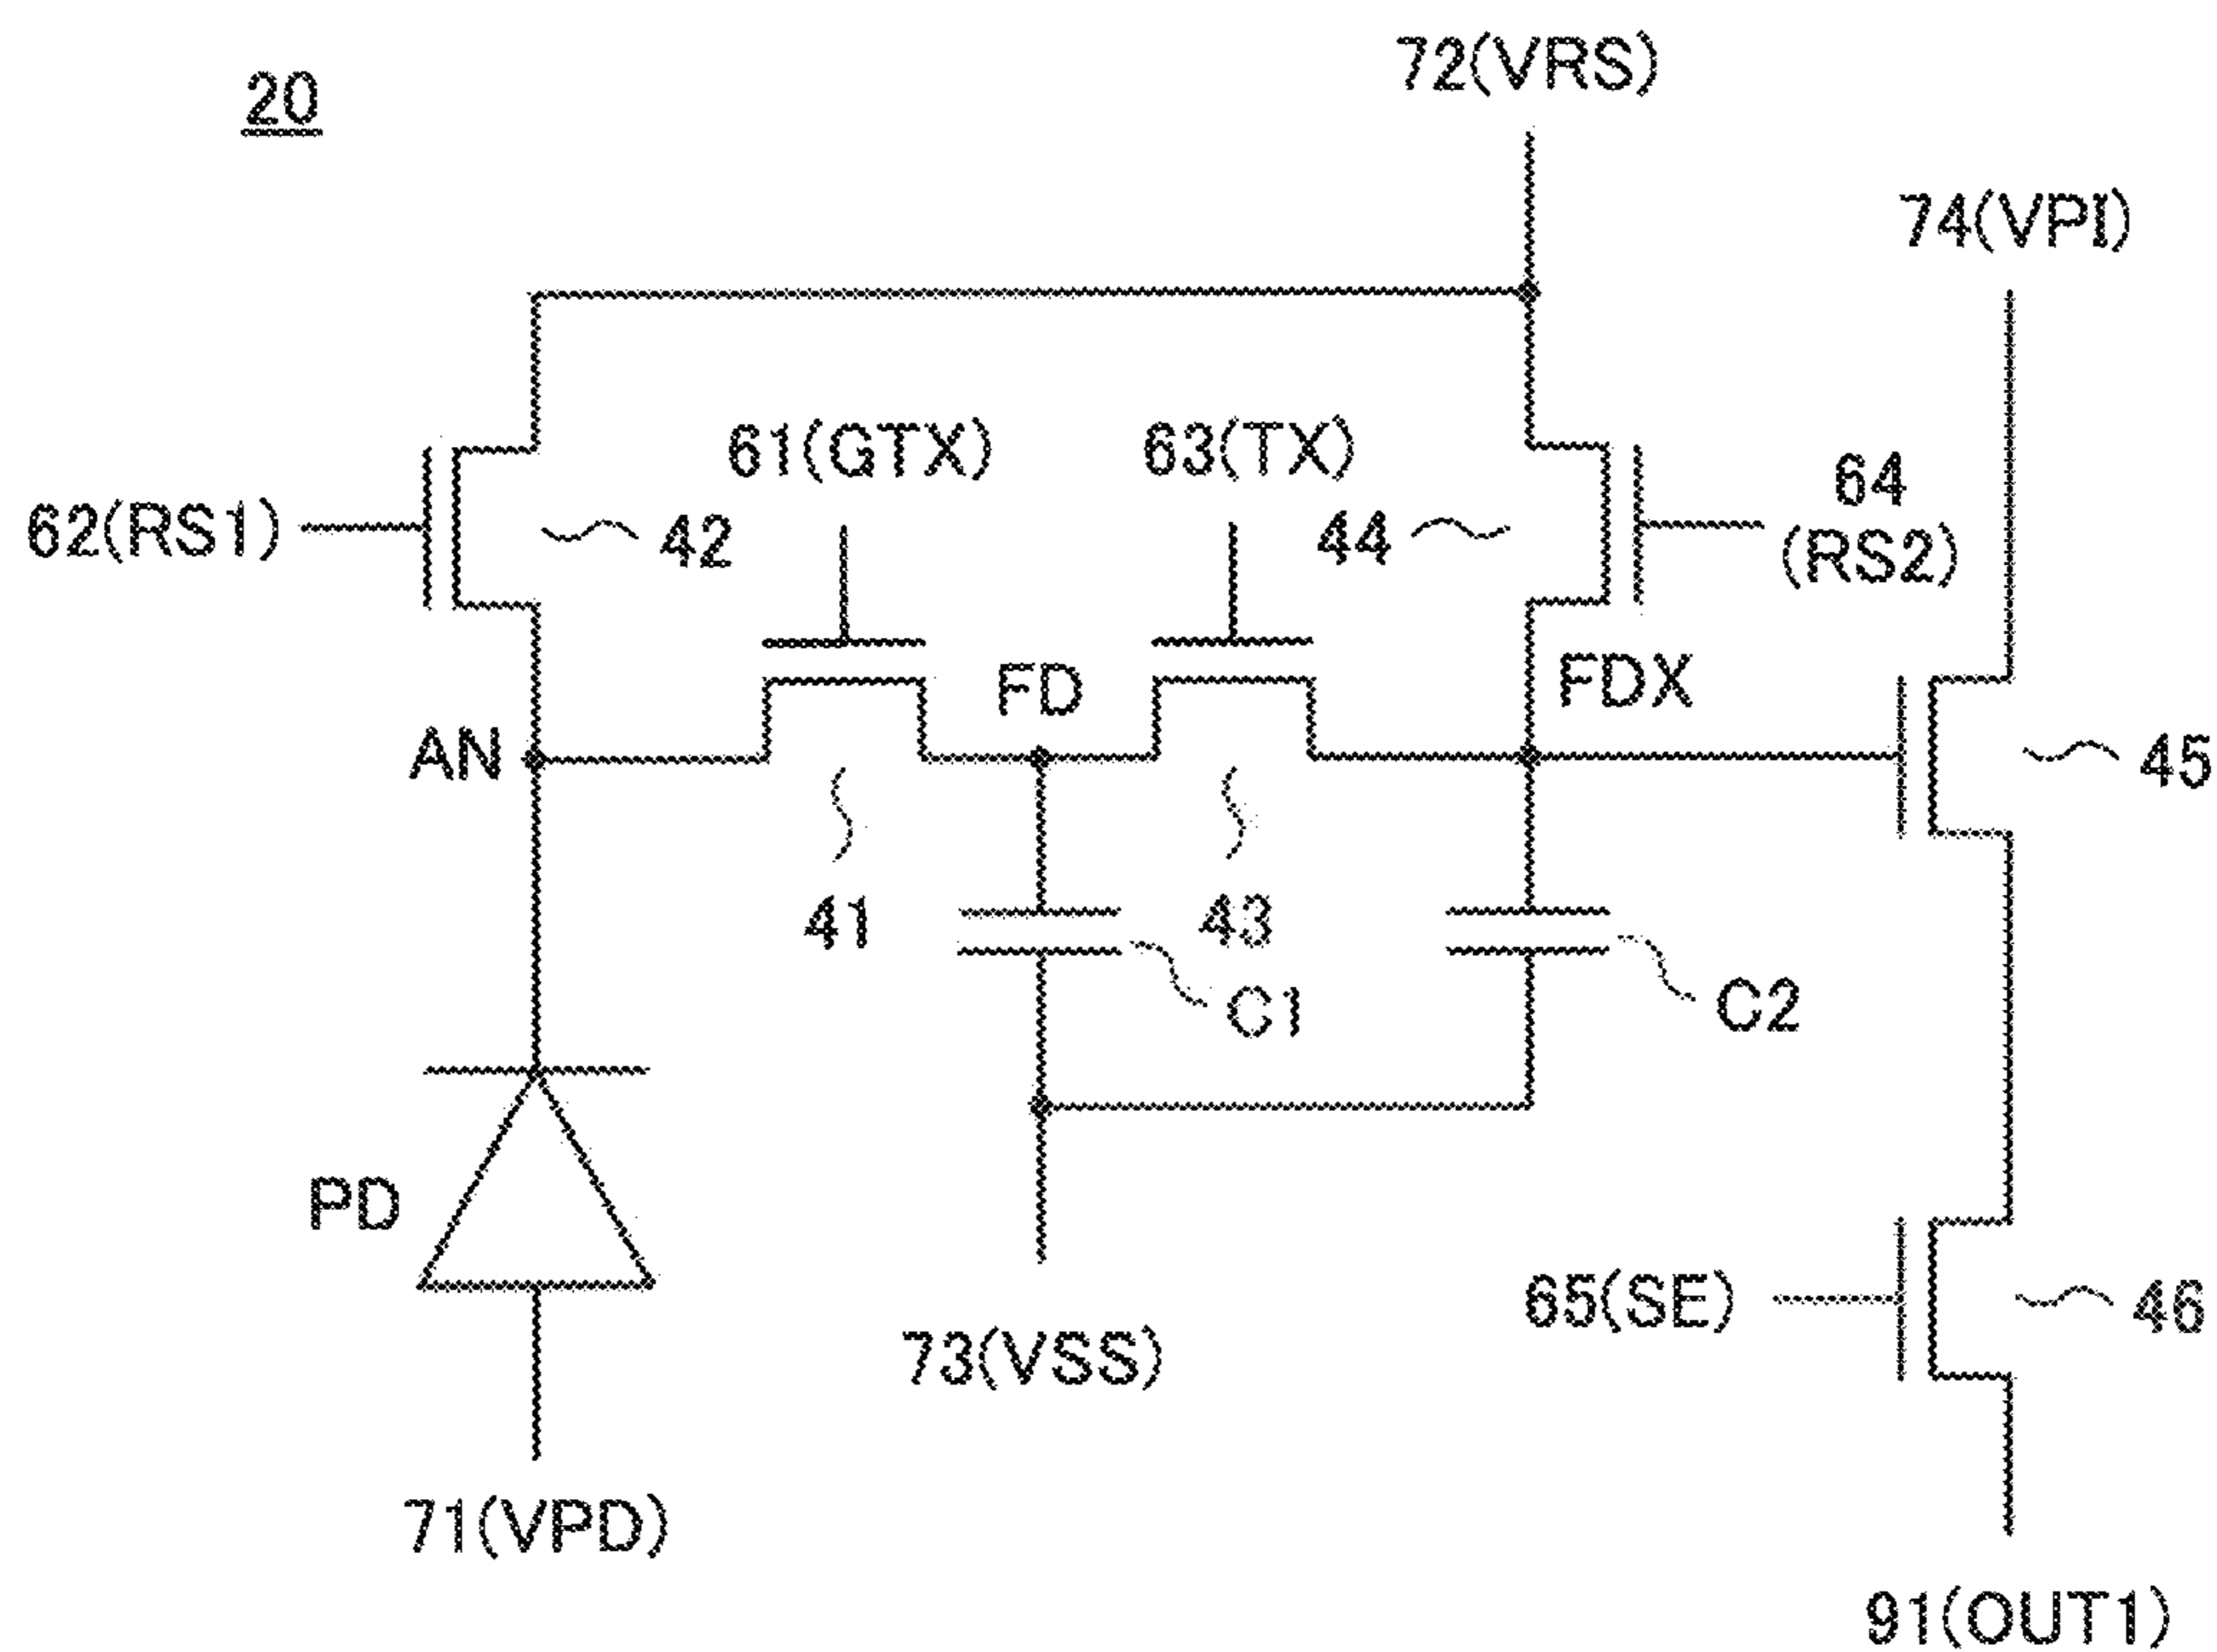 20
72(VRS)
74(VPI)
61(GTX)
63(TX)
62(RS1)
42
44
64
(RS2)
FD
FDX
AN
45
41
43
C1
C2
PD
65(SE)
46
73(VSS)
71(VPD)
91(OUT1)